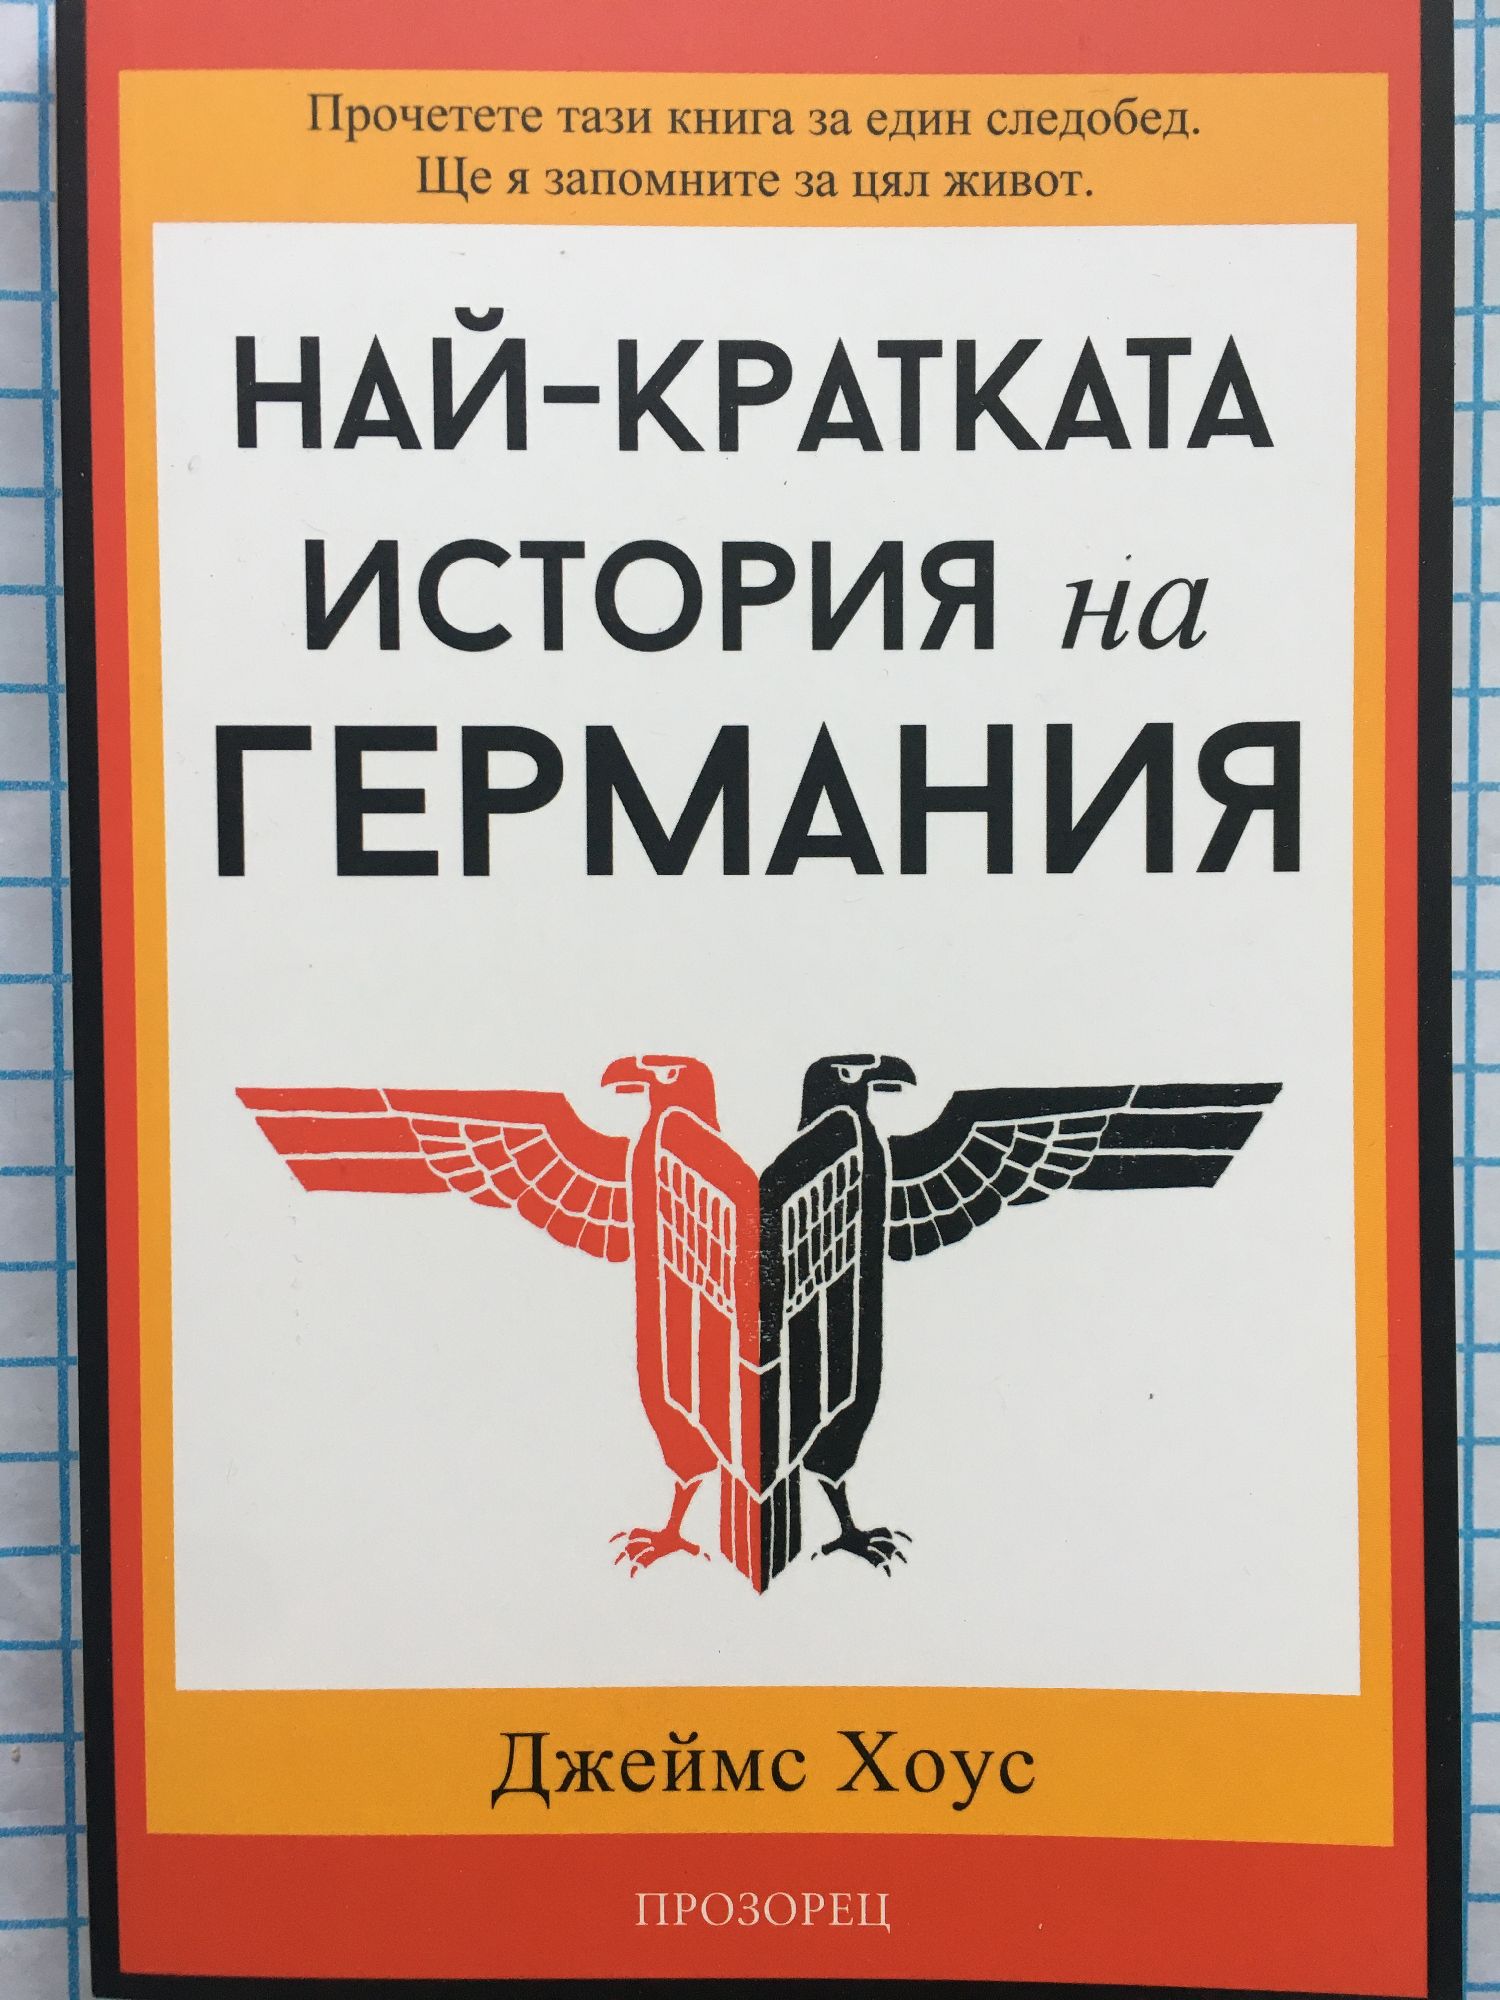 Прочетете тази книга за един следобед.
Ще я запомните за цял живот.
НАЙ-КРАТКАТА
ИСТОРИЯ на
ГЕРМАНИЯ
Джеймс Хоус
ПРОЗОРЕЦ